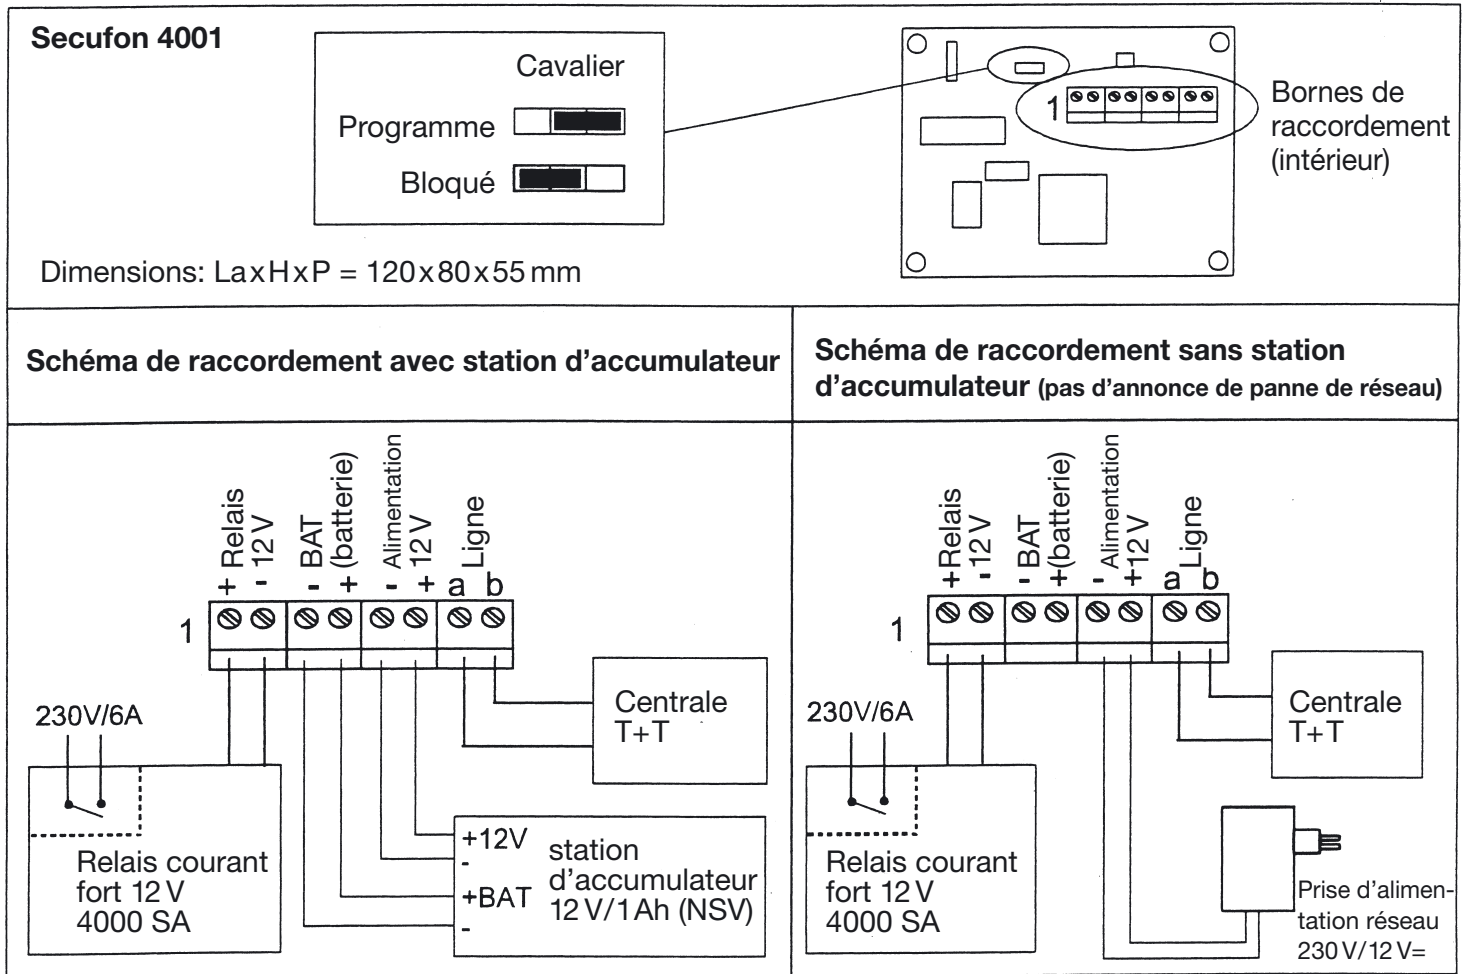 Secufon 4001
Cavalier
Programme
Bloqué
Dimensions: LaxHxP = 120x80x55 mm
1
Bornes de
raccordement
(intérieur)
Schéma de raccordement avec station d'accumulateur
Schéma de raccordement sans station
d'accumulateur (pas d'annonce de panne de réseau)
Relais
12 V
BAT
(batterie)
Alimentation
12 V
Ligne
+ - - + - + a b
1
230V/6A
Centrale
T+T
Relais courant
fort 12 V
4000 SA
+12V
-
+BAT
-
station
d'accumulateur
12 V/1 Ah (NSV)
Relais
12 V
BAT
(batterie)
Alimentation
12 V
Ligne
+ - - + - + a b
1
230V/6A
Centrale
T+T
Relais courant
fort 12 V
4000 SA
Prise d'alimen-
tation réseau
230 V/12 V=